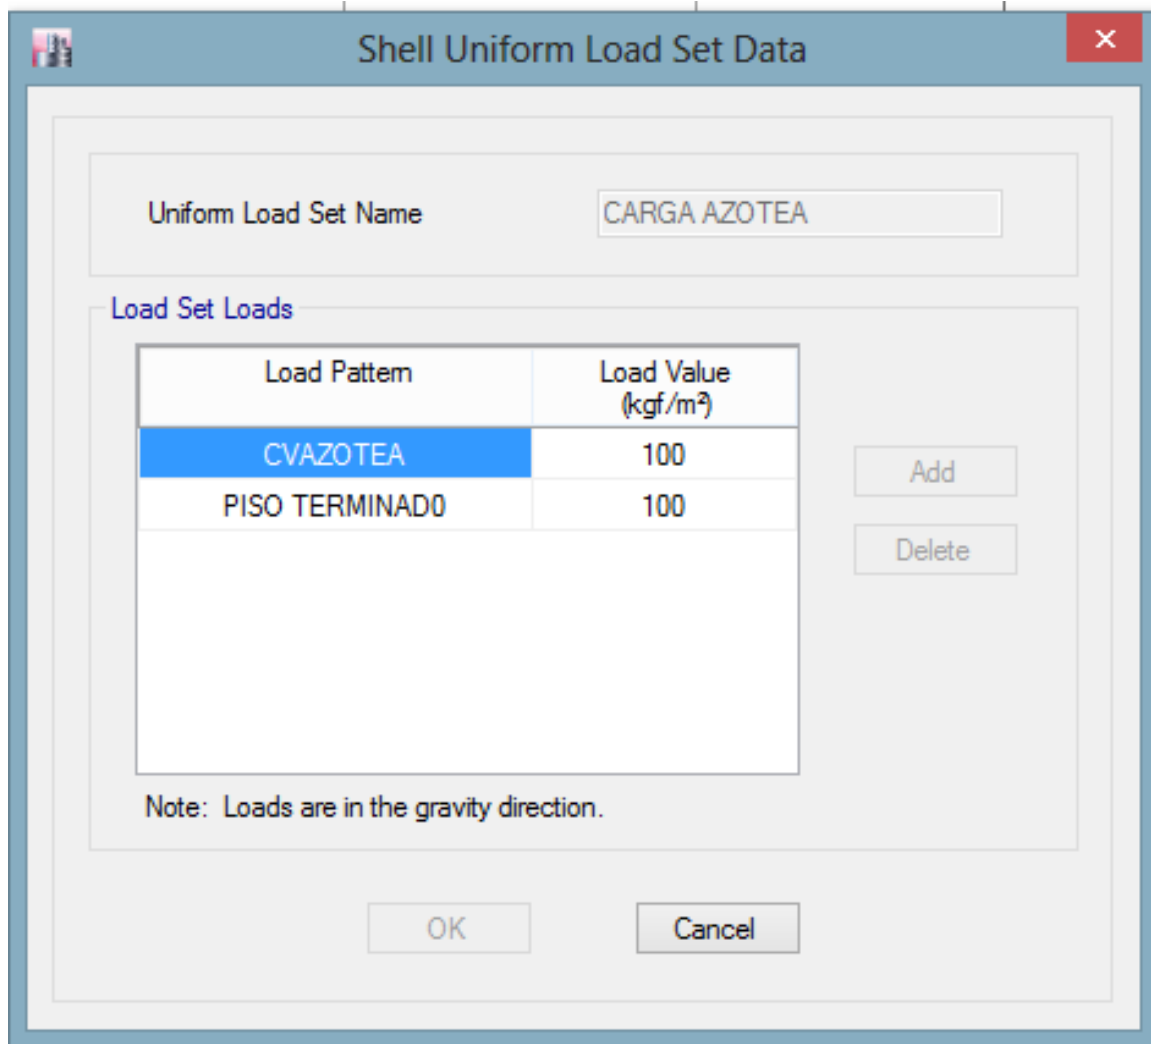 Shell Uniform Load Set Data
Uniform Load Set Name CARGA AZOTEA
Load Set Loads
Load Pattern Load Value
(kgf/m²)
CVAZOTEA 100
PISO TERMINAD0 100
Add
Delete
Note: Loads are in the gravity direction.
OK Cancel